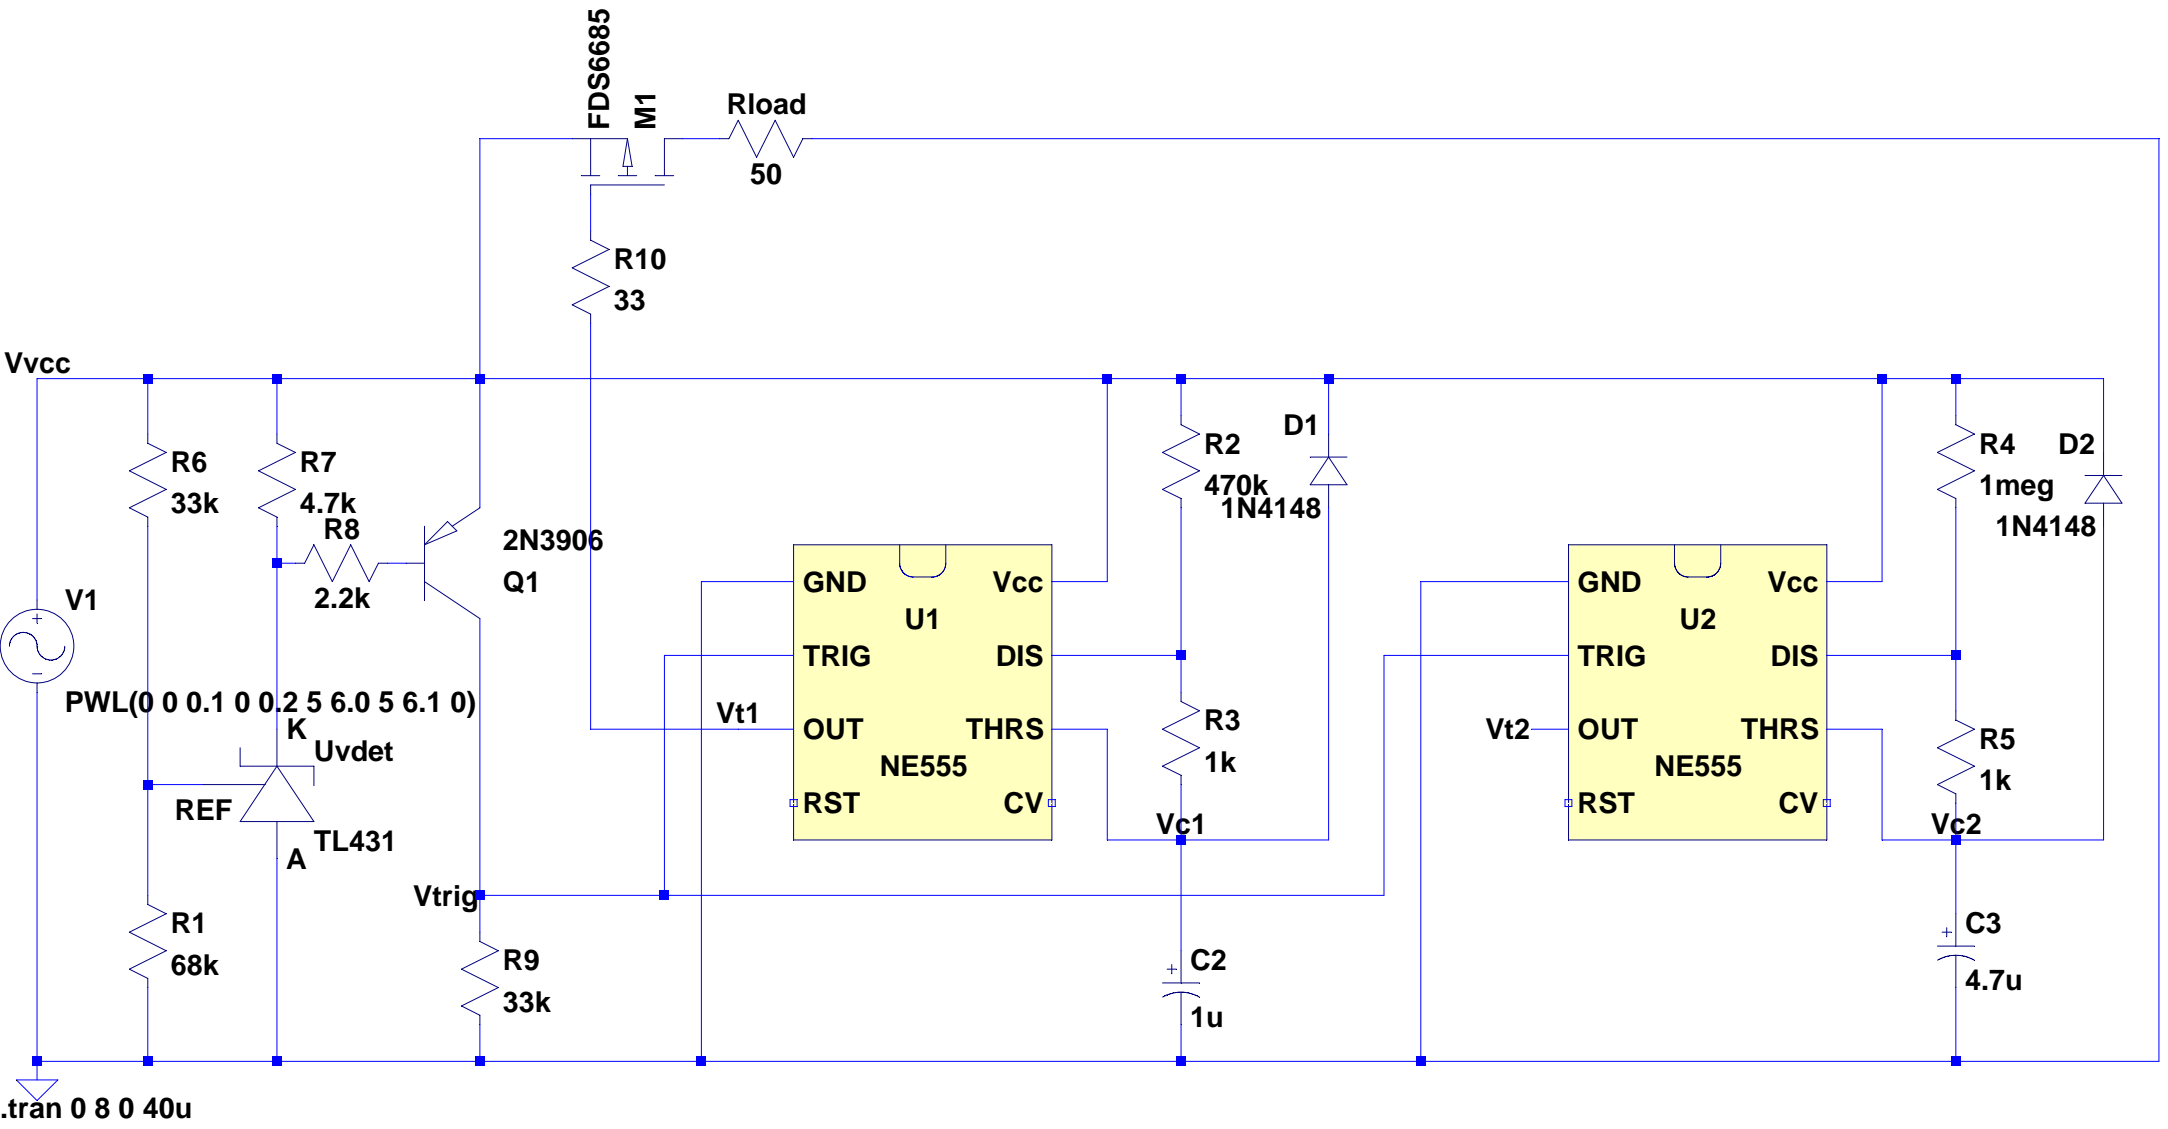 FDS6685
M1
Rload
50
R10
33
Vvcc
R6
33k
R7
4.7k
R8
2.2k
2N3906
Q1
V1
PWL(0 0 0.1 0 0.2 5 6.0 5 6.1 0)
K
Uvdet
REF
TL431
A
R1
68k
Vtrig
R9
33k
Vt1
GND
Vcc
U1
TRIG
DIS
OUT
THRS
NE555
RST
CV
R2
470k
D1
1N4148
R3
1k
Vc1
C2
1u
Vt2
GND
Vcc
U2
TRIG
DIS
OUT
THRS
NE555
RST
CV
R4
1meg
D2
1N4148
R5
1k
Vc2
C3
4.7u
.tran 0 8 0 40u